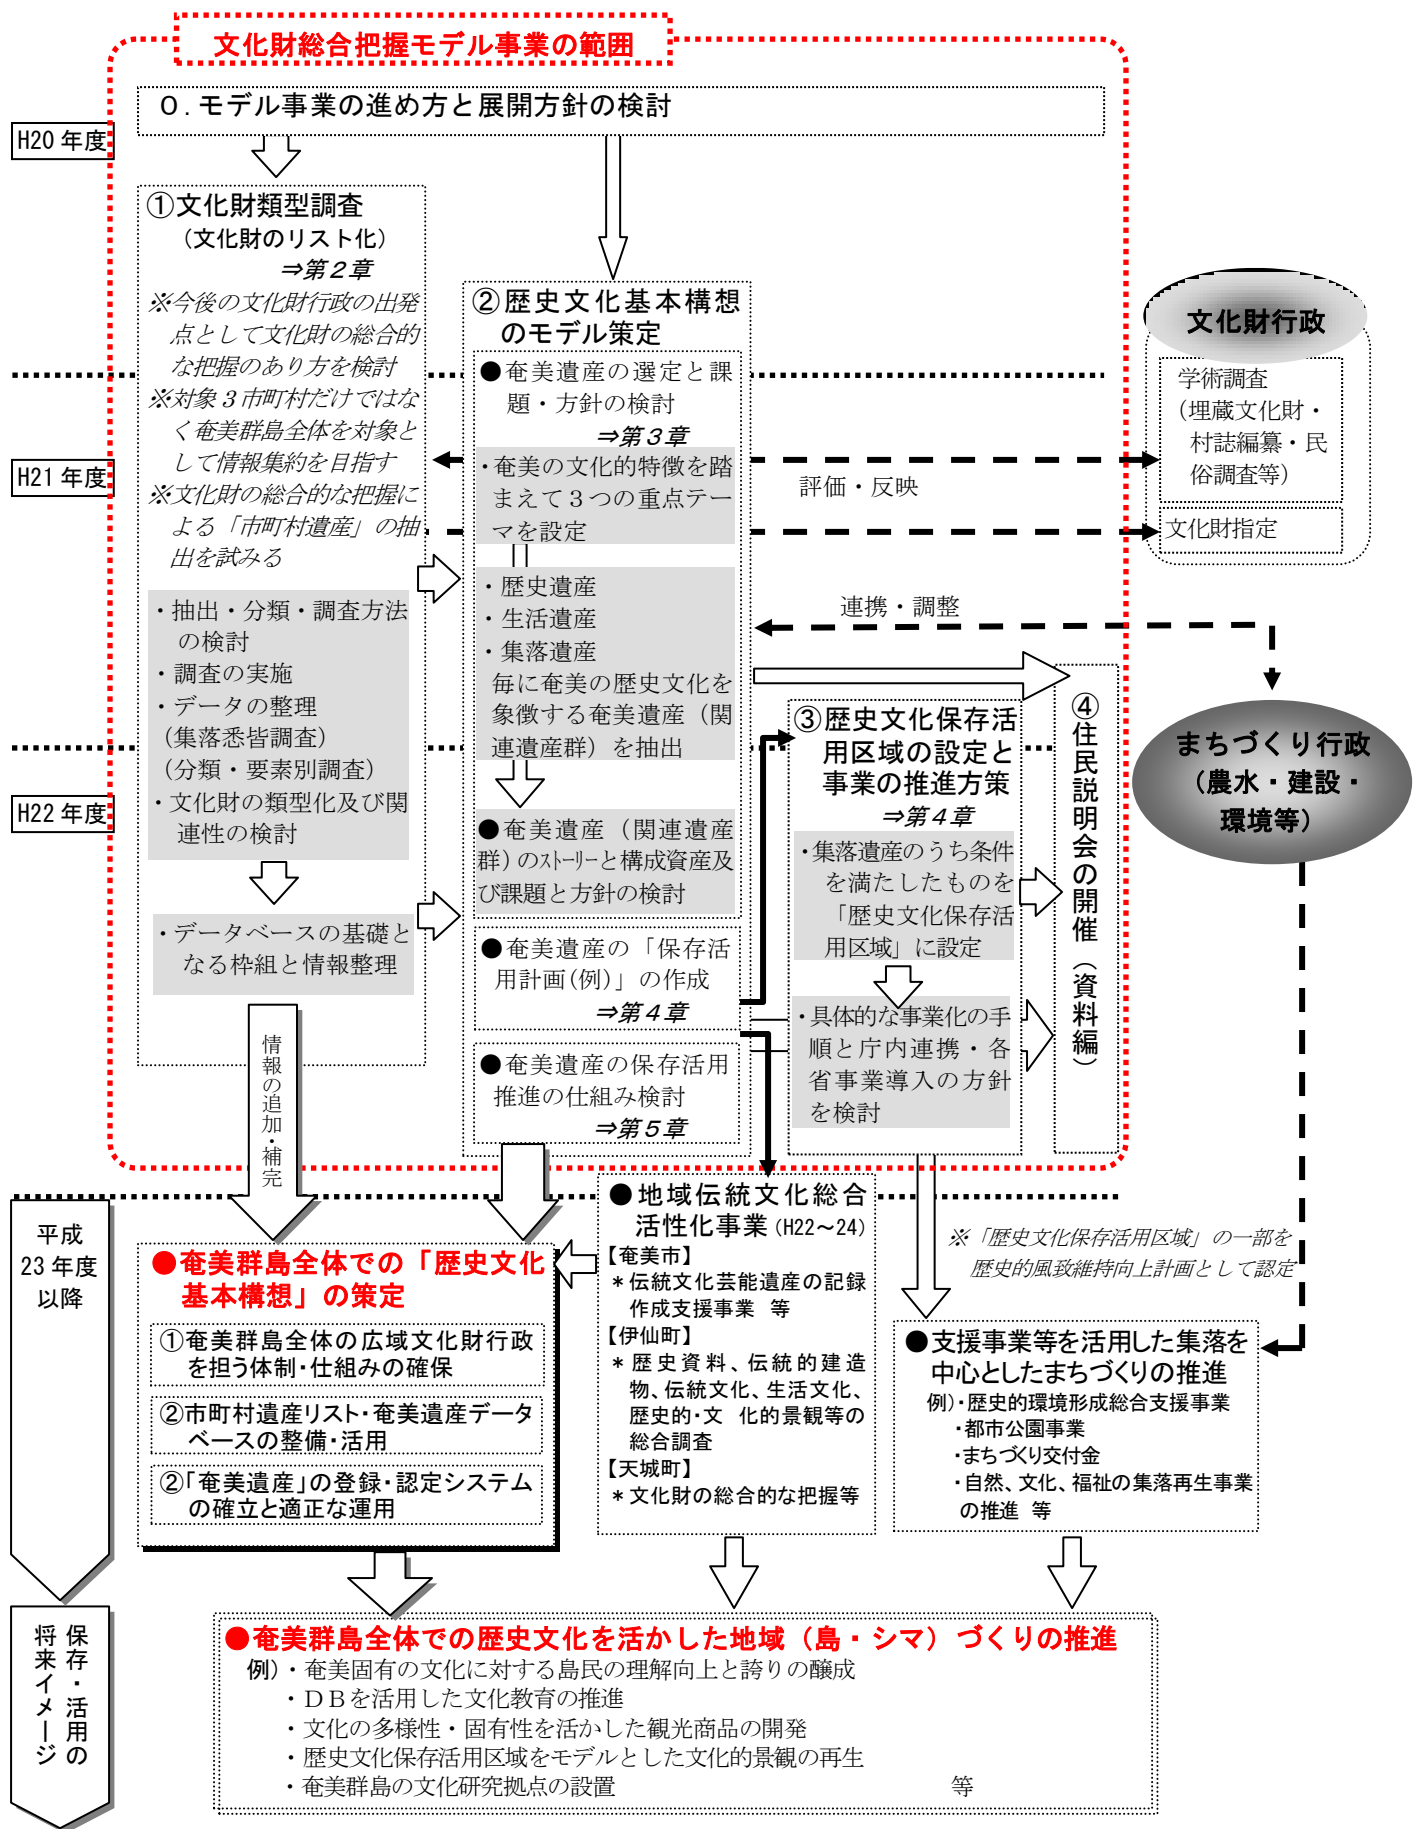 文化財総合把握モデル事業の範囲
H20 年度
０．モデル事業の進め方と展開方針の検討
①文化財類型調査
（文化財のリスト化）
⇒第２章
※今後の文化財行政の出発
点として文化財の総合的
な把握のあり方を検討
※対象３市町村だけではな
く奄美群島全体を対象と
して情報集約を目指す
※文化財の総合的な把握に
よる「市町村遺産」の抽
出を試みる
・抽出・分類・調査方法
の検討
・調査の実施
・データの整理
（集落悉皆調査）
（分類・要素別調査）
・文化財の類型化及び関
連性の検討
・データベースの基礎と
なる枠組と情報整理
H21 年度
H22 年度
②歴史文化基本構想
のモデル策定
●奄美遺産の選定と課
題・方針の検討
⇒第３章
・奄美の文化的特徴を踏
まえて３つの重点テー
マを設定
・歴史遺産
・生活遺産
・集落遺産
毎に奄美の歴史文化を
象徴する奄美遺産（関
連遺産群）を抽出
●奄美遺産（関連遺産
群）のｽﾄｰﾘｰと構成資産及
び課題と方針の検討
●奄美遺産の「保存活
用計画(例)」の作成
⇒第４章
●奄美遺産の保存活用
推進の仕組み検討
⇒第５章
③歴史文化保存活
用区域の設定と
事業の推進方策
⇒第４章
・集落遺産のうち条件
を満たしたものを
「歴史文化保存活
用区域」に設定
・具体的な事業化の手
順と庁内連携・各
省事業導入の方針
を検討
④住民説明会の開催（資料編）
文化財行政
学術調査
（埋蔵文化財・
村誌編纂・民
俗調査等）
文化財指定
評価・反映
連携・調整
まちづくり行政
（農水・建設・
環境等）
情報の追加・補完
平成
23 年度
以降
●奄美群島全体での「歴史文化
基本構想」の策定
①奄美群島全体の広域文化財行政
を担う体制・仕組みの確保
②市町村遺産リスト・奄美遺産データ
ベースの整備・活用
②「奄美遺産」の登録・認定システム
の確立と適正な運用
●地域伝統文化総合
活性化事業(H22～24)
【奄美市】
＊伝統文化芸能遺産の記録
作成支援事業 等
【伊仙町】
＊歴史資料、伝統的建造
物、伝統文化、生活文化、
歴史的・文 化的景観等の
総合調査
【天城町】
＊文化財の総合的な把握等
※「歴史文化保存活用区域」の一部を
歴史的風致維持向上計画として認定
●支援事業等を活用した集落を
中心としたまちづくりの推進
例）・歴史的環境形成総合支援事業
・都市公園事業
・まちづくり交付金
・自然、文化、福祉の集落再生事業
の推進 等
保存・活用の
将来イメージ
●奄美群島全体での歴史文化を活かした地域（島・シマ）づくりの推進
例）・奄美固有の文化に対する島民の理解向上と誇りの醸成
・ＤＢを活用した文化教育の推進
・文化の多様性・固有性を活かした観光商品の開発
・歴史文化保存活用区域をモデルとした文化的景観の再生
・奄美群島の文化研究拠点の設置 等